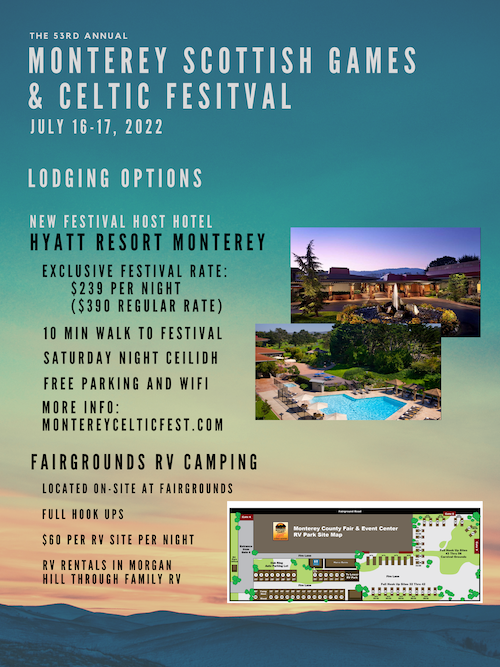 THE 53RD ANNUAL
MONTEREY SCOTTISH GAMES
& CELTIC FESITVAL
JULY 16-17, 2022
LODGING OPTIONS
NEW FESTIVAL HOST HOTEL
HYATT RESORT MONTEREY
EXCLUSIVE FESTIVAL RATE:
$239 PER NIGHT
($390 REGULAR RATE)
10 MIN WALK TO FESTIVAL
SATURDAY NIGHT CEILIDH
FREE PARKING AND WIFI
MORE INFO:
MONTEREYCELTICFEST.COM
FAIRGROUNDS RV CAMPING
LOCATED ON-SITE AT FAIRGROUNDS
FULL HOOK UPS
$60 PER RV SITE PER NIGHT
RV RENTALS IN MORGAN
HILL THROUGH FAMILY RV
Fairground Road
Monterey County Fair & Event Center
RV Park Site Map